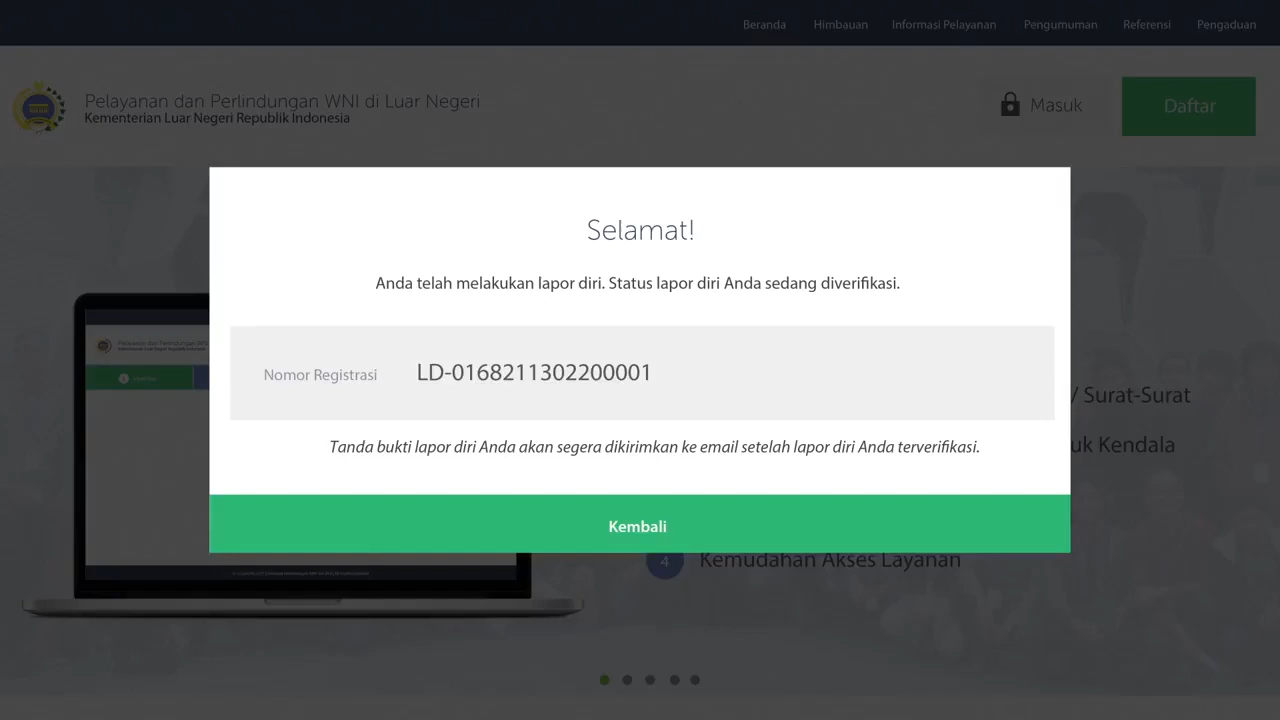 Beranda Himbauan Informasi Pelayanan Pengumuman Referensi Pengaduan
Pelayanan dan Perlindungan WNI di Luar Negeri
Kementerian Luar Negeri Republik Indonesia
Masuk
Daftar
Selamat!
Anda telah melakukan lapor diri. Status lapor diri Anda sedang diverifikasi.
Nomor Registrasi LD-0168211302200001
/ Surat-Surat
uk Kendala
Tanda bukti lapor diri Anda akan segera dikirimkan ke email setelah lapor diri Anda terverifikasi.
Kembali
4 Kemudahan Akses Layanan